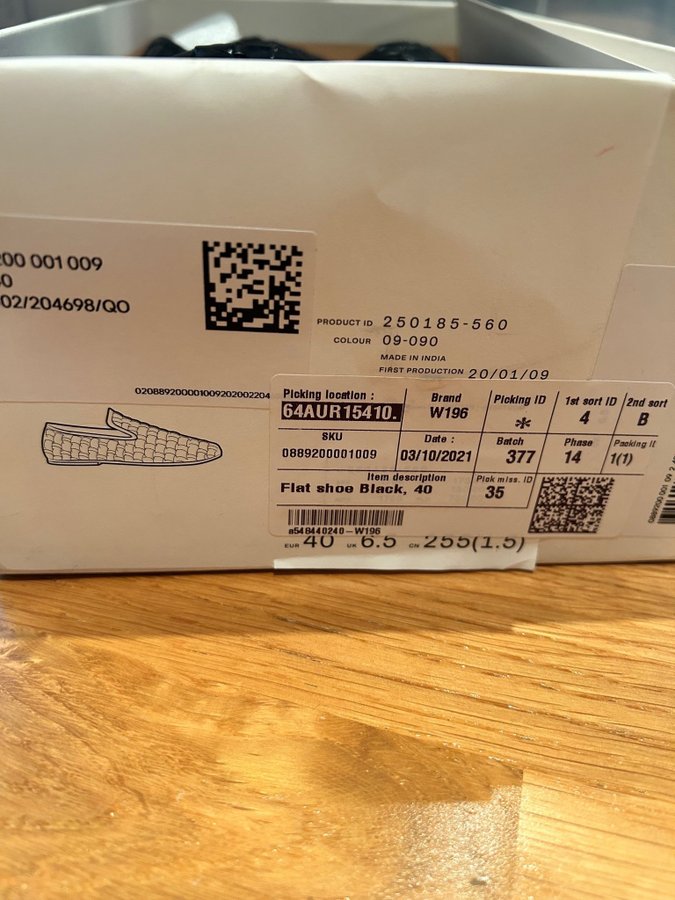 00 001 009
0
02/204698/QO
PRODUCT ID 250185-560
COLOUR 09-090
MADE IN INDIA
FIRST PRODUCTION 20/01/09
020889200001009202002204
Picking location :
64AUR15410.
Brand
W196
Picking ID
*
1st sort ID
4
2nd sort
B
SKU
0889200001009
Date :
03/10/2021
Batch
377
Phase
14
Packing I
1(1)
Item description
Flat shoe Black, 40
Pick miss. ID
35
a548440240-W196
EUR 40 UK 6.5 CN 255(1.5)